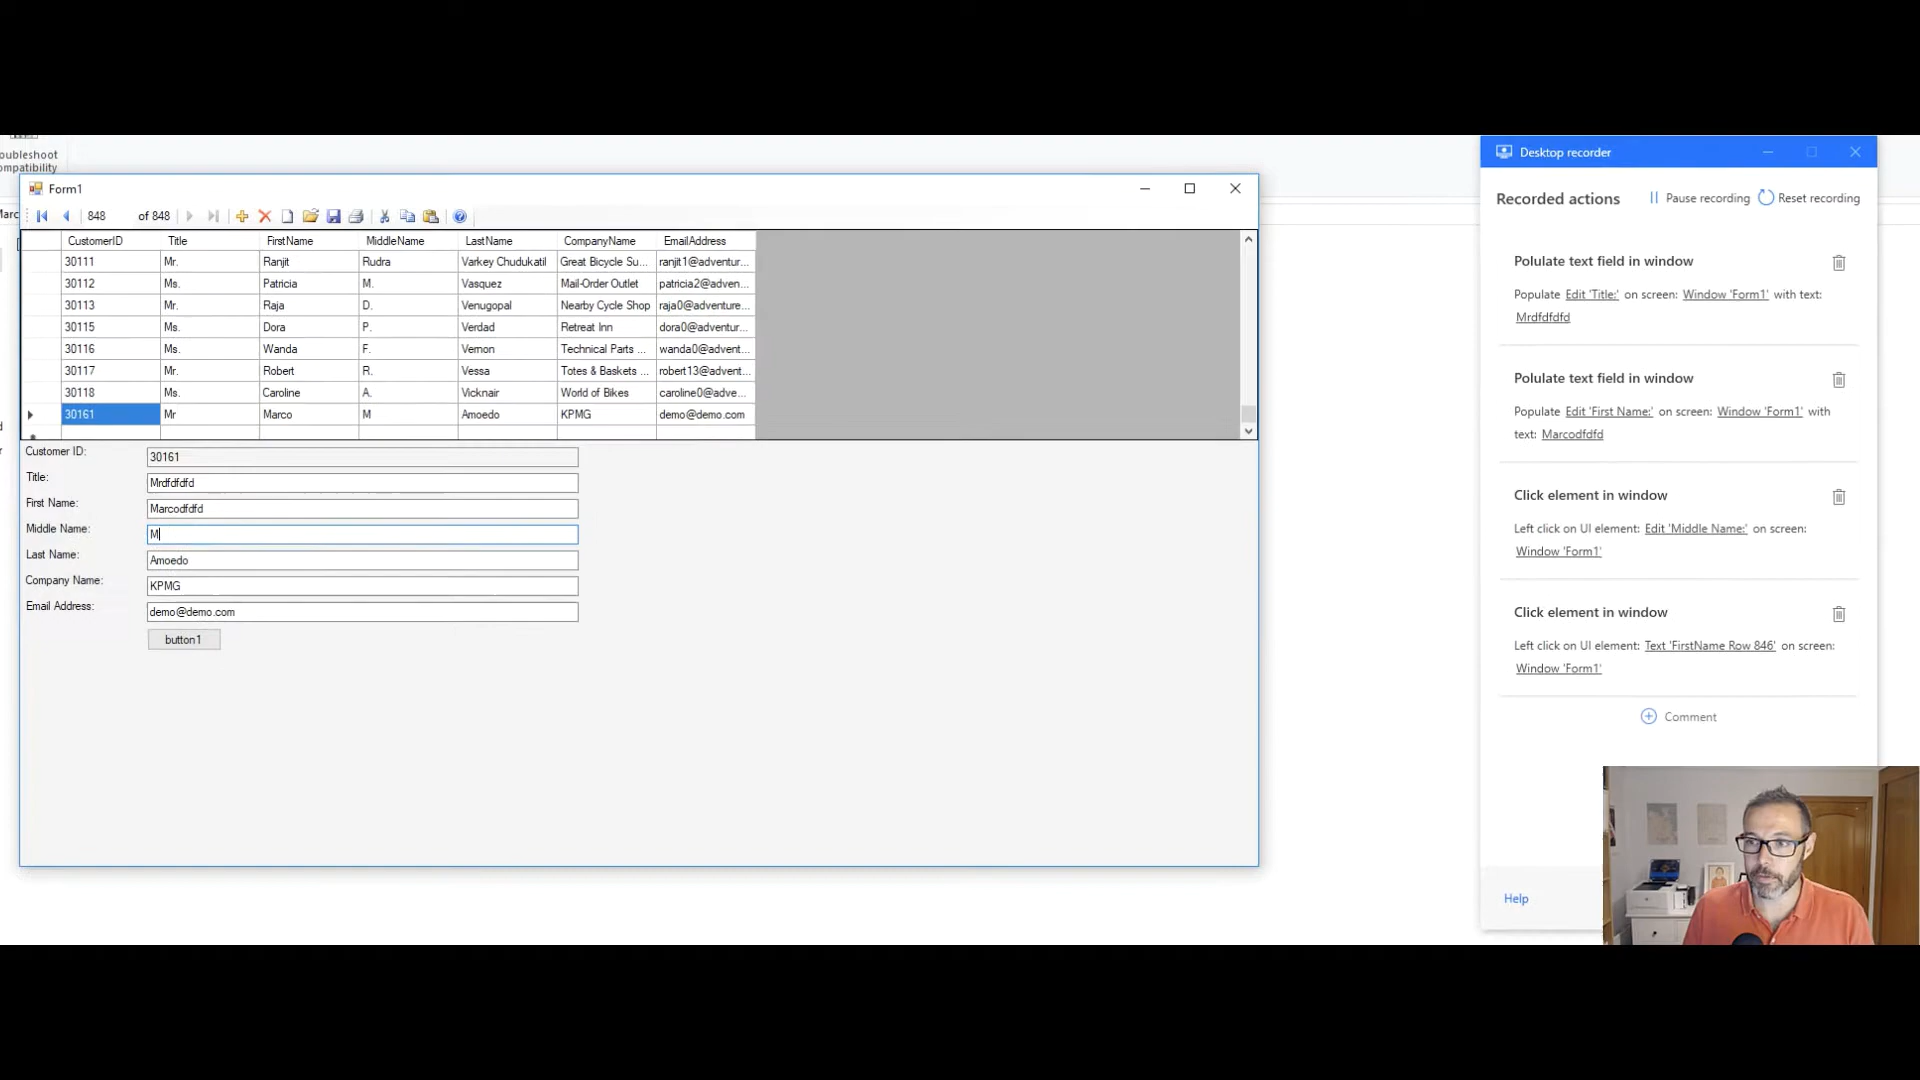 oubleshoot
ompatibility
Marc
Form1
848 of 848
CustomerID Title FirstName MiddleName LastName CompanyName EmailAddress
30111 Mr. Ranjit Rudra Varkey Chudukatil Great Bicycle Su... ranjit1@adventur...
30112 Ms. Patricia M. Vasquez Mail-Order Outlet patricia2@adven...
30113 Mr. Raja D. Venugopal Nearby Cycle Shop raja0@adventure...
30115 Ms. Dora P. Verdad Retreat Inn dora0@adventur...
30116 Ms. Wanda F. Vernon Technical Parts ... wanda0@advent...
30117 Mr. Robert R. Vessa Totes & Baskets ... robert13@advent...
30118 Ms. Caroline A. Vicknair World of Bikes caroline0@adve...
30161 Mr Marco M Amoedo KPMG demo@demo.com
Customer ID: 30161
Title: Mrdfdfdfd
First Name: Marcodfdfd
Middle Name: M
Last Name: Amoedo
Company Name: KPMG
Email Address: demo@demo.com
button1
Desktop recorder
Recorded actions Pause recording Reset recording
Polulate text field in window
Populate Edit 'Title:' on screen: Window 'Form1' with text:
Mrdfdfdfd
Polulate text field in window
Populate Edit 'First Name:' on screen: Window 'Form1' with
text: Marcodfdfd
Click element in window
Left click on UI element: Edit 'Middle Name:' on screen:
Window 'Form1'
Click element in window
Left click on UI element: Text 'FirstName Row 846' on screen:
Window 'Form1'
Comment
Help